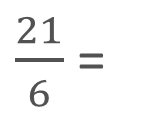 21/6 =